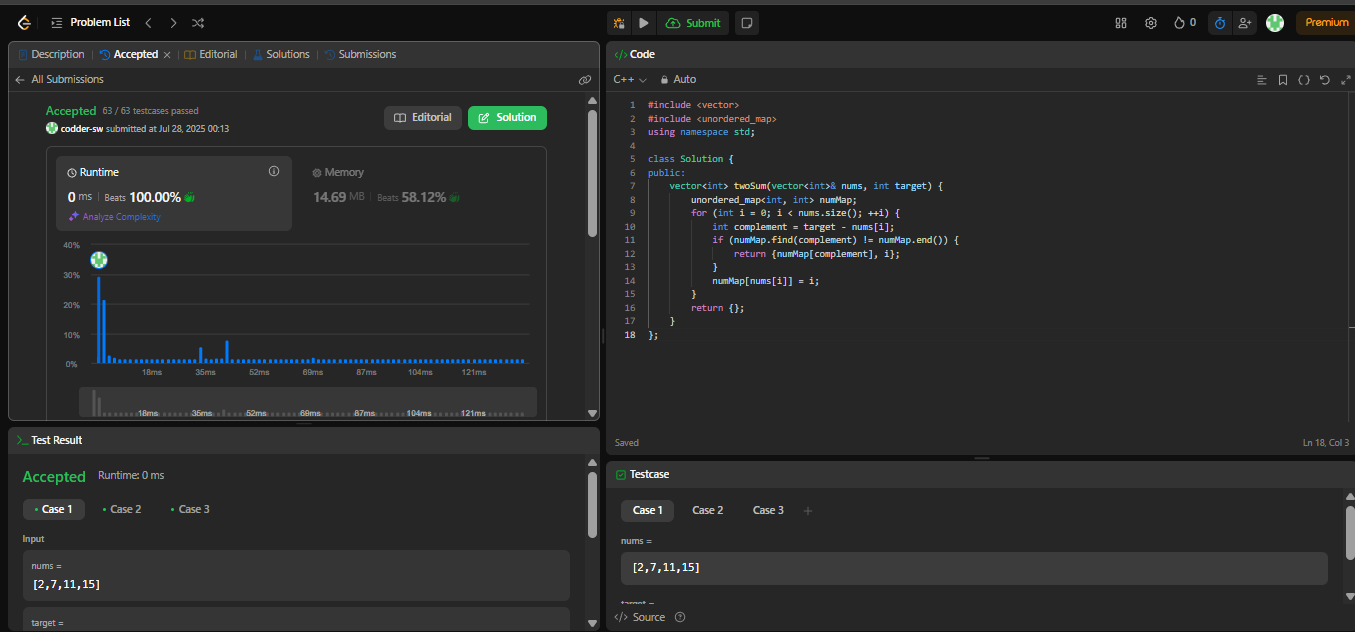 Problem List
Submit
0
Premium
Description
Accepted
Editorial
Solutions
Submissions
All Submissions
Accepted 63 / 63 testcases passed
codder-sw submitted at Jul 28, 2025 00:13
Editorial
Solution
Runtime
0 ms Beats 100.00%
Analyze Complexity
Memory
14.69 MB Beats 58.12%
40%
30%
20%
10%
0%
18ms 35ms 52ms 69ms 87ms 104ms 121ms
18ms 35ms 52ms 69ms 87ms 104ms 121ms
</> Code
C++ Auto
1 #include <vector>
2 #include <unordered_map>
3 using namespace std;
4
5 class Solution {
6 public:
7 vector<int> twoSum(vector<int>& nums, int target) {
8 unordered_map<int, int> numMap;
9 for (int i = 0; i < nums.size(); ++i) {
10 int complement = target - nums[i];
11 if (numMap.find(complement) != numMap.end()) {
12 return {numMap[complement], i};
13 }
14 numMap[nums[i]] = i;
15 }
16 return {};
17 }
18 };
Saved
Ln 18, Col 3
Test Result
Accepted Runtime: 0 ms
Case 1 Case 2 Case 3
Input
nums =
[2,7,11,15]
target =
Testcase
Case 1 Case 2 Case 3 +
nums =
[2,7,11,15]
target =
</> Source